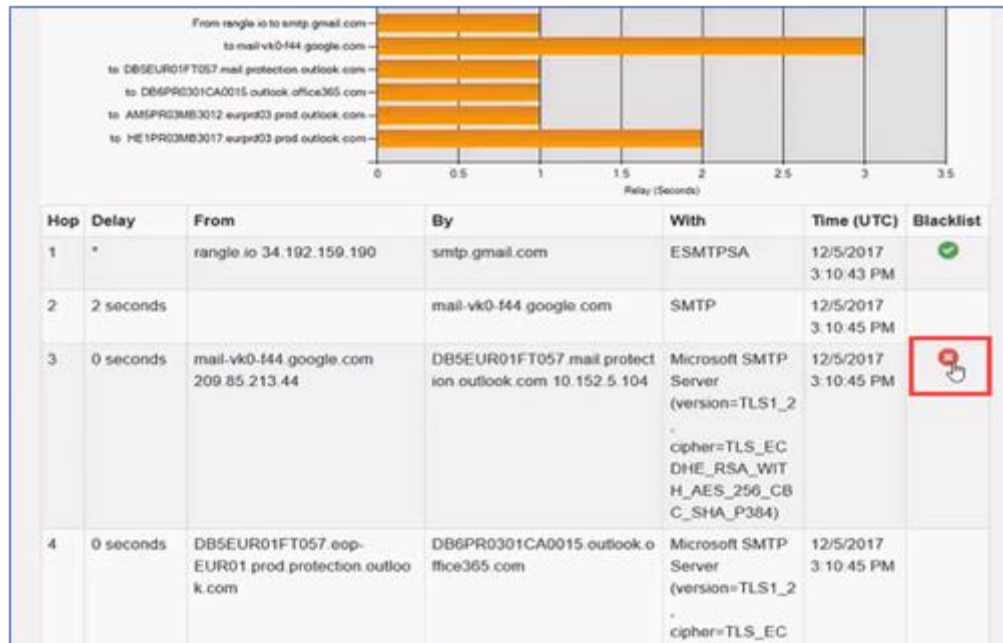 From rangle.io to smtp.gmail.com
to mail-vk0-f44.google.com
to DB5EUR01FT057.mail.protection.outlook.com
to DB6PR0301CA0015.outlook.office365.com
to AM5PR03MB3012.eurprd03.prod.outlook.com
to HE1PR03MB3017.eurprd03.prod.outlook.com
0 0.5 1 1.5 2 2.5 3 3.5
Relay (Seconds)
Hop Delay From By With Time (UTC) Blacklist
1 * rangle.io 34.192.159.190 smtp.gmail.com ESMTPSA 12/5/2017
3:10:43 PM
2 2 seconds mail-vk0-f44.google.com SMTP 12/5/2017
3:10:45 PM
3 0 seconds mail-vk0-f44.google.com DB5EUR01FT057.mail.protect Microsoft SMTP 12/5/2017
209.85.213.44 ion.outlook.com 10.152.5.104 Server 3:10:45 PM
(version=TLS1_2
,
cipher=TLS_EC
DHE_RSA_WIT
H_AES_256_CB
C_SHA_P384)
4 0 seconds DB5EUR01FT057.eop- DB6PR0301CA0015.outlook.o Microsoft SMTP 12/5/2017
EUR01.prod.protection.outloo ffice365.com Server 3:10:45 PM
k.com (version=TLS1_2
,
cipher=TLS_EC